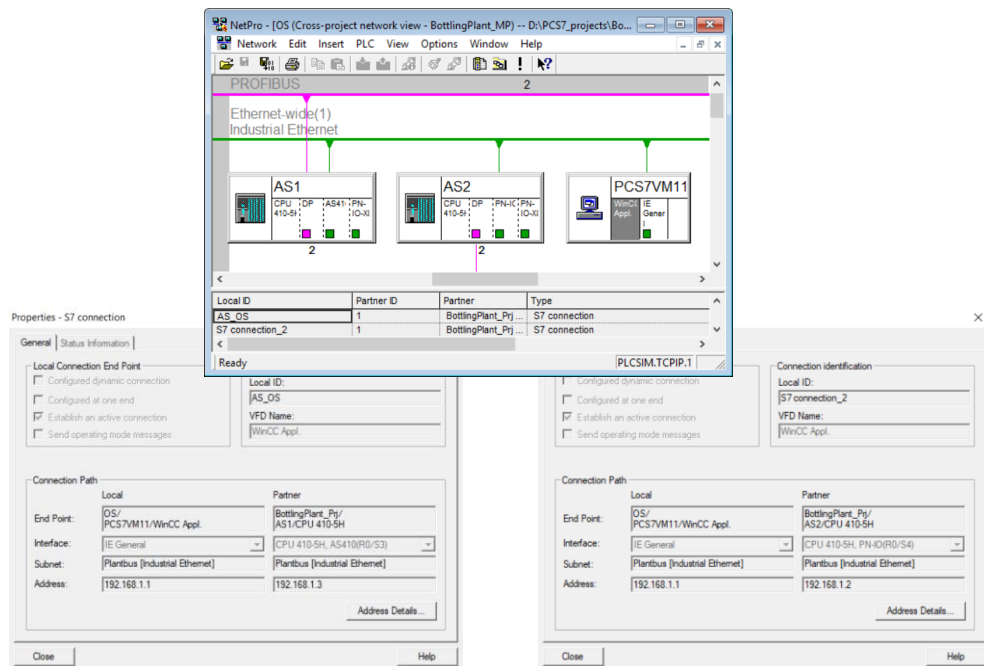 NetPro - [OS (Cross-project network view - BottlingPlant_MP) -- D:\PCS7_projects\Bo...
Network Edit Insert PLC View Options Window Help
PROFIBUS 2
Ethernet-wide(1)
Industrial Ethernet
AS1
CPU 410-5H DP AS41( PN-IO-XI
2
AS2
CPU 410-5H DP PN-IC PN-IO-XI
2
PCS7VM11
WinCC Appl. IE Gener l
Local ID Partner ID Partner Type
AS_OS 1 BottlingPlant_Prj ... S7 connection
S7 connection_2 1 BottlingPlant_Prj ... S7 connection
Ready PLCSIM.TCPIP.1
Properties - S7 connection
General Status Information
Local Connection End Point
Configured dynamic connection
Configured at one end
Establish an active connection
Send operating mode messages
Local ID:
AS_OS
VFD Name:
WinCC Appl.
Connection Path
Local Partner
End Point: OS/ BottlingPlant_Prj/
PCS7VM11/WinCC Appl. AS1/CPU 410-5H
Interface: IE General CPU 410-5H, AS410(R0/S3)
Subnet: Plantbus [Industrial Ethernet] Plantbus [Industrial Ethernet]
Address: 192.168.1.1 192.168.1.3
Address Details...
Close Help
Configured dynamic connection
Configured at one end
Establish an active connection
Send operating mode messages
Connection identification
Local ID:
S7 connection_2
VFD Name:
WinCC Appl.
Connection Path
Local Partner
End Point: OS/ BottlingPlant_Prj/
PCS7VM11/WinCC Appl. AS2/CPU 410-5H
Interface: IE General CPU 410-5H, PN-IO(R0/S4)
Subnet: Plantbus [Industrial Ethernet] Plantbus [Industrial Ethernet]
Address: 192.168.1.1 192.168.1.2
Address Details...
Close Help